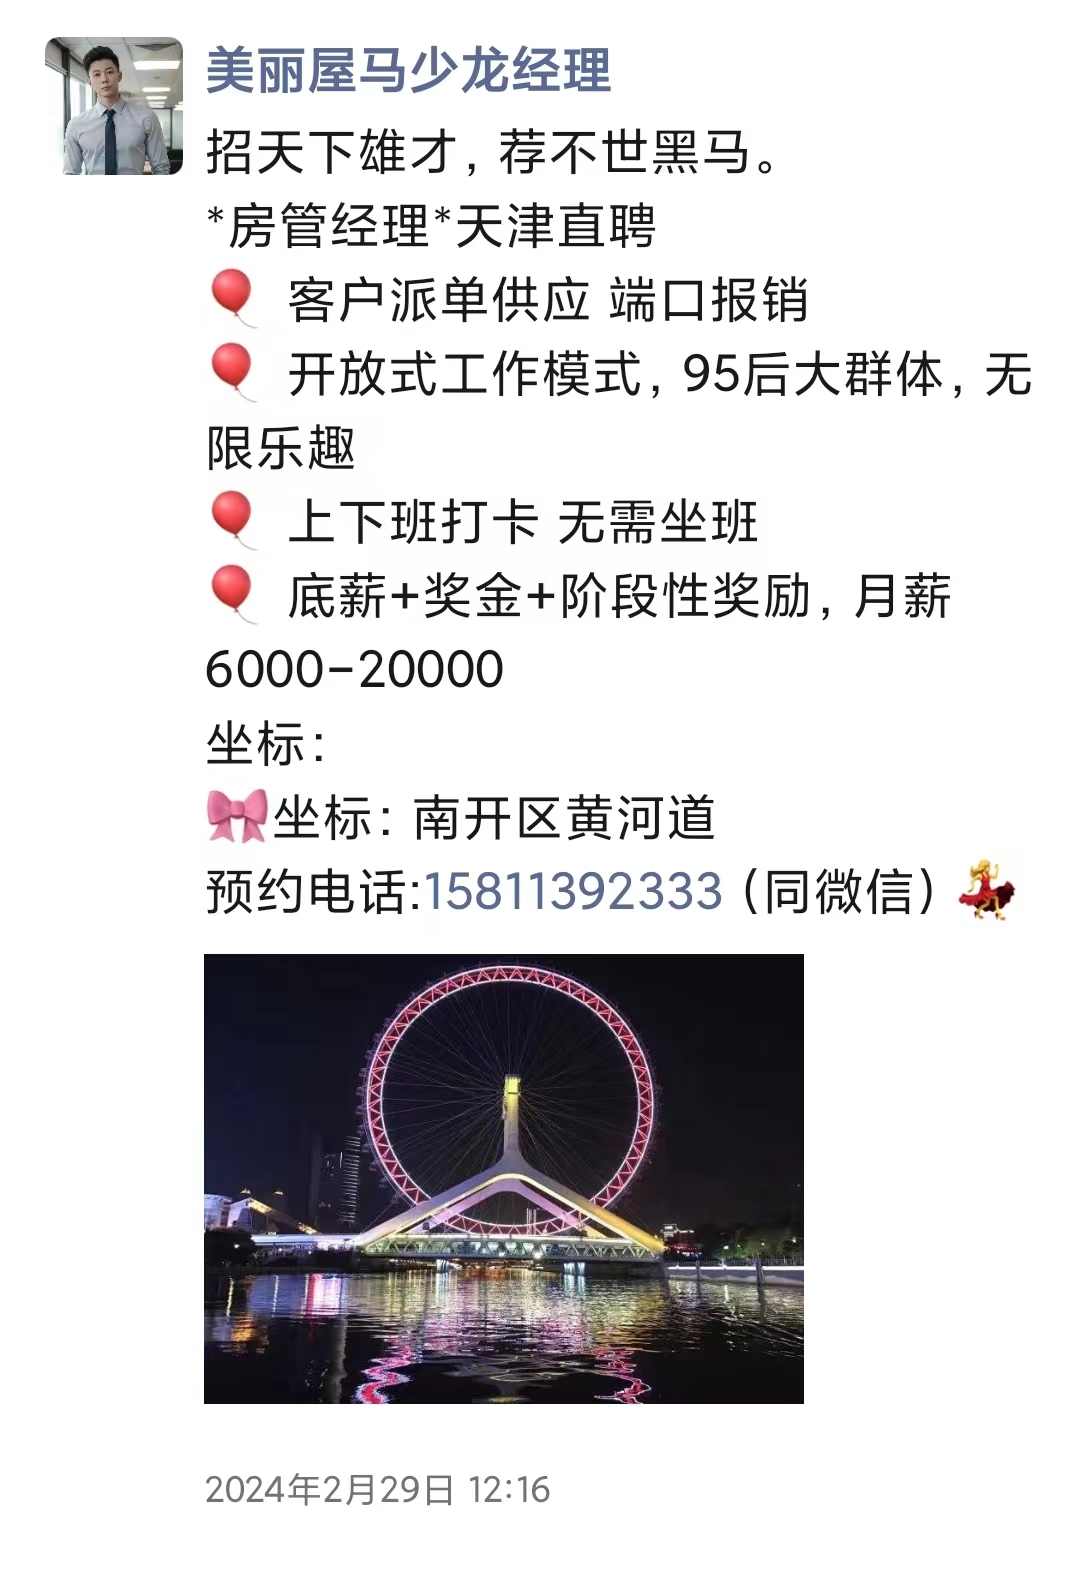 美丽屋马少龙经理
招天下雄才，荐不世黑马。
*房管经理*天津直聘
🎈 客户派单供应 端口报销
🎈 开放式工作模式，95后大群体，无
限乐趣
🎈 上下班打卡 无需坐班
🎈 底薪+奖金+阶段性奖励，月薪
6000-20000
坐标：
🎀坐标：南开区黄河道
预约电话:15811392333（同微信）💃
2024年2月29日 12:16